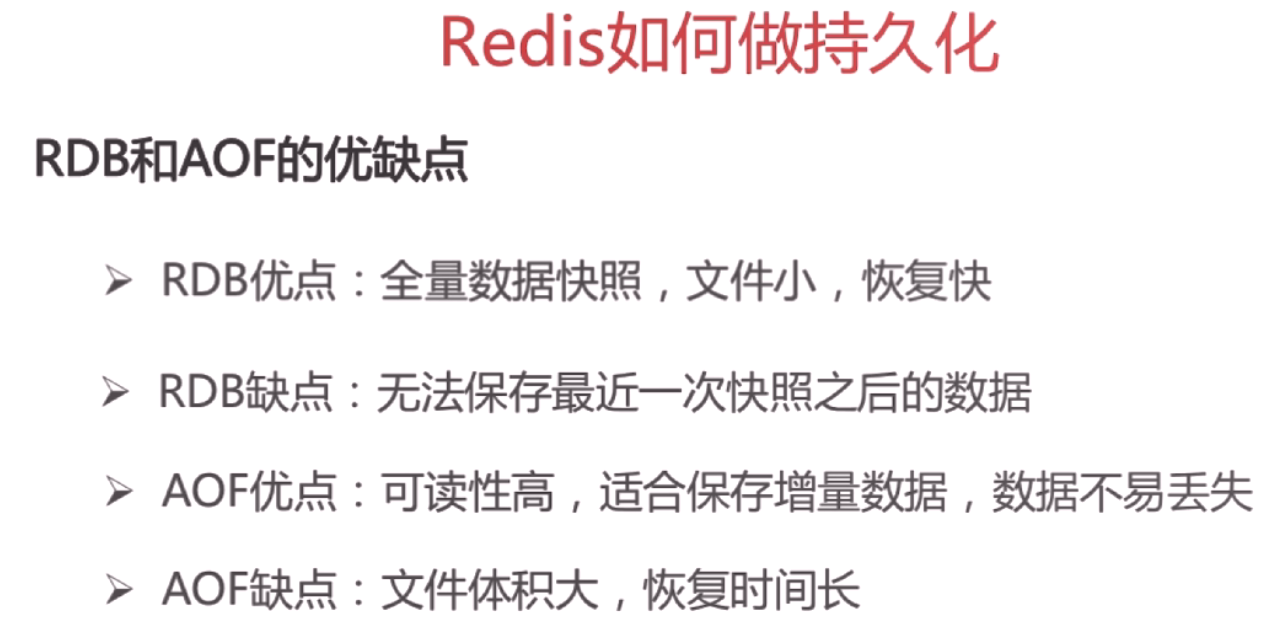 Redis如何做持久化
RDB和AOF的优缺点
➢ RDB优点：全量数据快照，文件小，恢复快
➢ RDB缺点：无法保存最近一次快照之后的数据
➢ AOF优点：可读性高，适合保存增量数据，数据不易丢失
➢ AOF缺点：文件体积大，恢复时间长